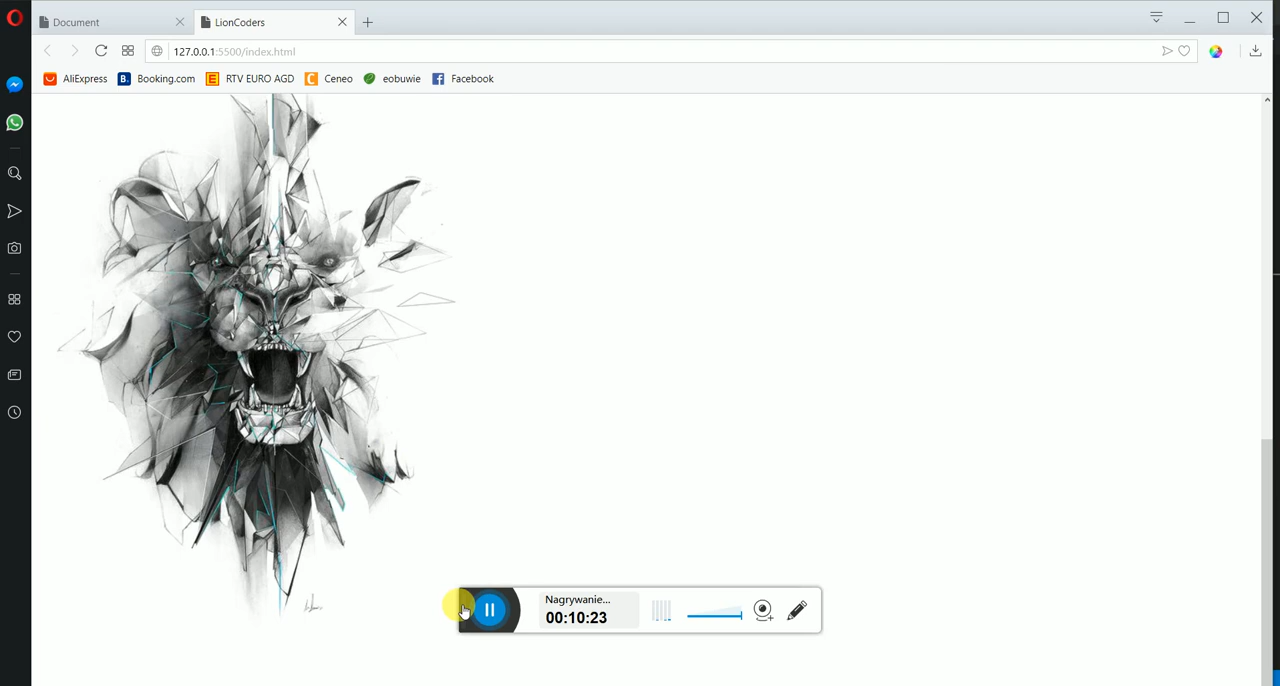 Document
LionCoders
127.0.0.1:5500/index.html
AliExpress
B. Booking.com
E RTV EURO AGD
C Ceneo
eobuwie
Facebook
Nagrywanie...
00:10:23